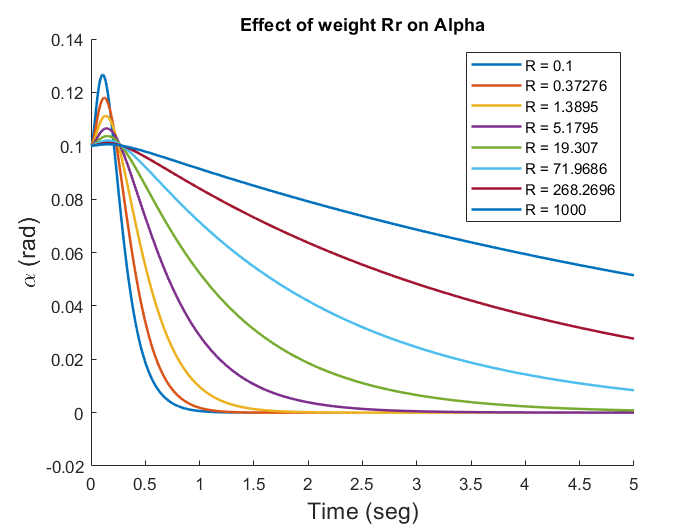 Effect of weight Rr on Alpha
0.14
0.12
0.1
0.08
0.06
0.04
0.02
0
-0.02
α (rad)
R = 0.1
R = 0.37276
R = 1.3895
R = 5.1795
R = 19.307
R = 71.9686
R = 268.2696
R = 1000
0 0.5 1 1.5 2 2.5 3 3.5 4 4.5 5
Time (seg)